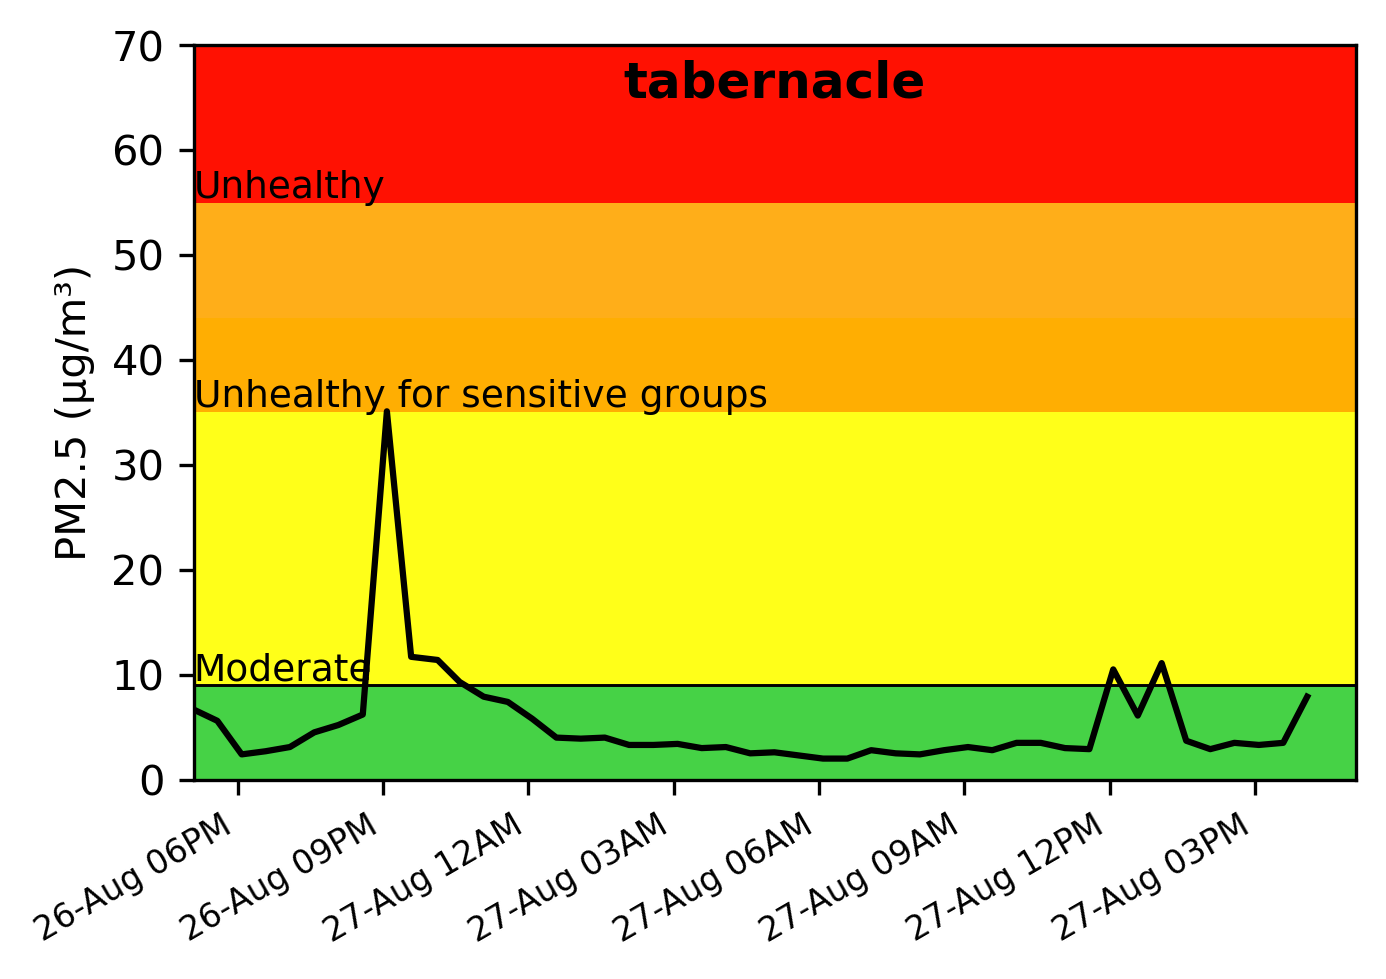 tabernacle
70
60
50
40
30
20
10
0
PM2.5 (µg/m³)
Unhealthy
Unhealthy for sensitive groups
Moderate
26-Aug 06PM
26-Aug 09PM
27-Aug 12AM
27-Aug 03AM
27-Aug 06AM
27-Aug 09AM
27-Aug 12PM
27-Aug 03PM